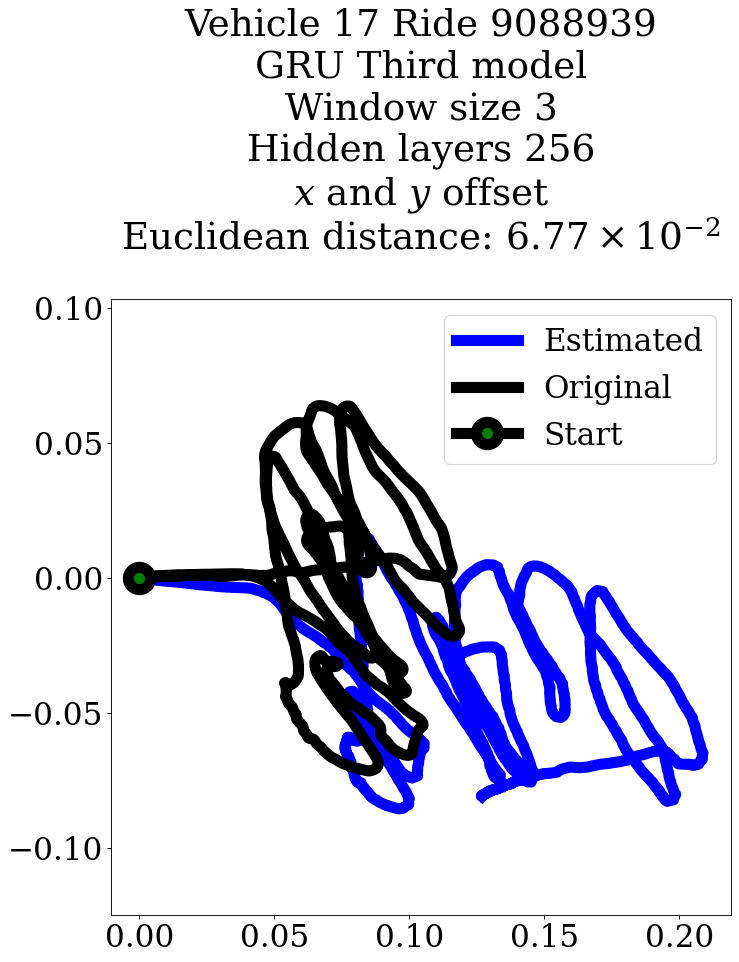 Vehicle 17 Ride 9088939
GRU Third model
Window size 3
Hidden layers 256
x and y offset
Euclidean distance: 6.77 × 10⁻²
Estimated
Original
Start
0.10
0.05
0.00
−0.05
−0.10
0.00 0.05 0.10 0.15 0.20